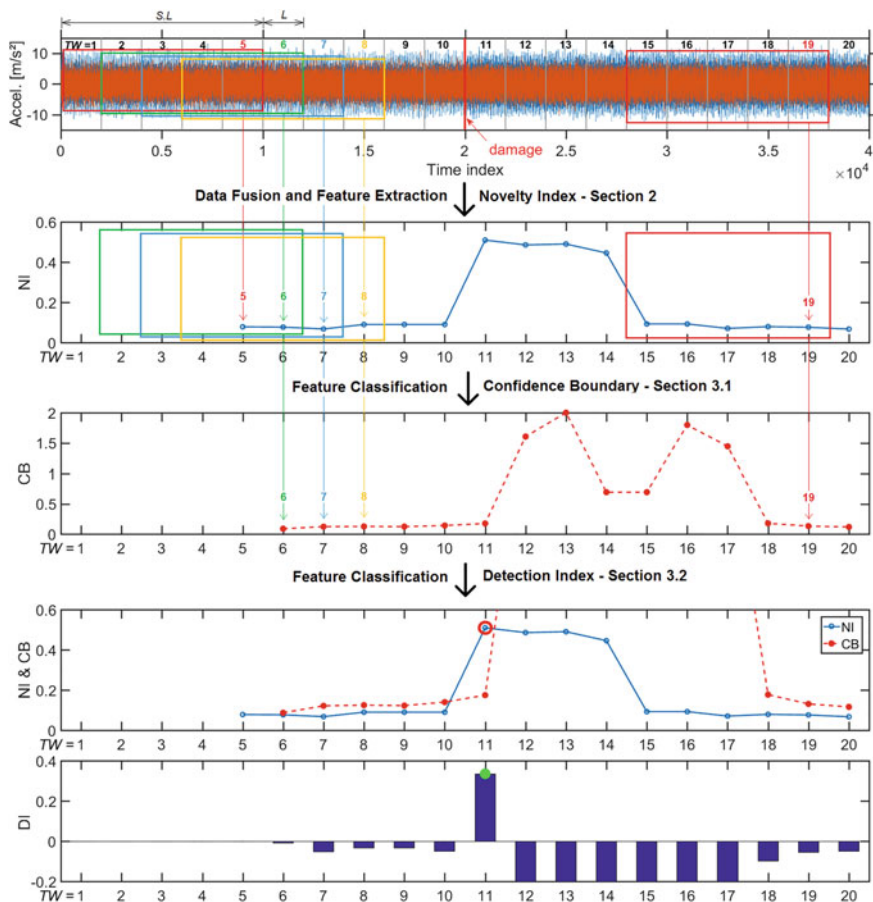 S.L L
TW =1 2 3 4 5 6 7 8 9 10 11 12 13 14 15 16 17 18 19 20
Accel. [m/s²]
10
0
-10
0 0.5 1 1.5 2 2.5 3 3.5 4
damage
Time index
×10⁴
Data Fusion and Feature Extraction Novelty Index - Section 2
NI
0.6
0.4
0.2
0
5 6 7 8 19
TW = 1 2 3 4 5 6 7 8 9 10 11 12 13 14 15 16 17 18 19 20
Feature Classification Confidence Boundary - Section 3.1
CB
2
1.5
1
0.5
0
6 7 8 19
TW = 1 2 3 4 5 6 7 8 9 10 11 12 13 14 15 16 17 18 19 20
Feature Classification Detection Index - Section 3.2
NI & CB
0.6
0.4
0.2
0
NI
CB
TW = 1 2 3 4 5 6 7 8 9 10 11 12 13 14 15 16 17 18 19 20
DI
0.4
0.2
0
-0.2
TW = 1 2 3 4 5 6 7 8 9 10 11 12 13 14 15 16 17 18 19 20